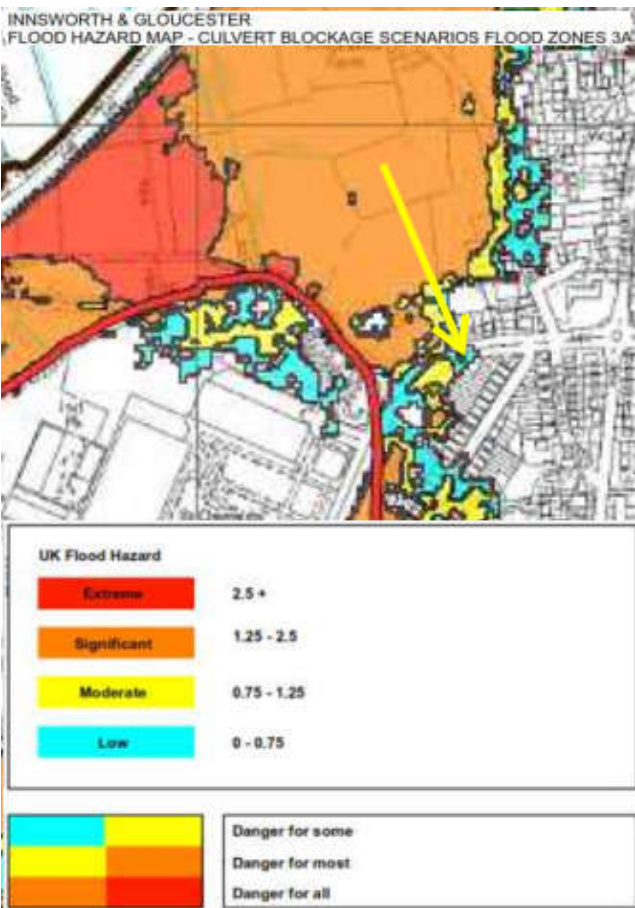 INNSWORTH & GLOUCESTER
FLOOD HAZARD MAP - CULVERT BLOCKAGE SCENARIOS FLOOD ZONES 3A
UK Flood Hazard
Extreme 2.5 +
Significant 1.25 - 2.5
Moderate 0.75 - 1.25
Low 0 - 0.75
Danger for some
Danger for most
Danger for all